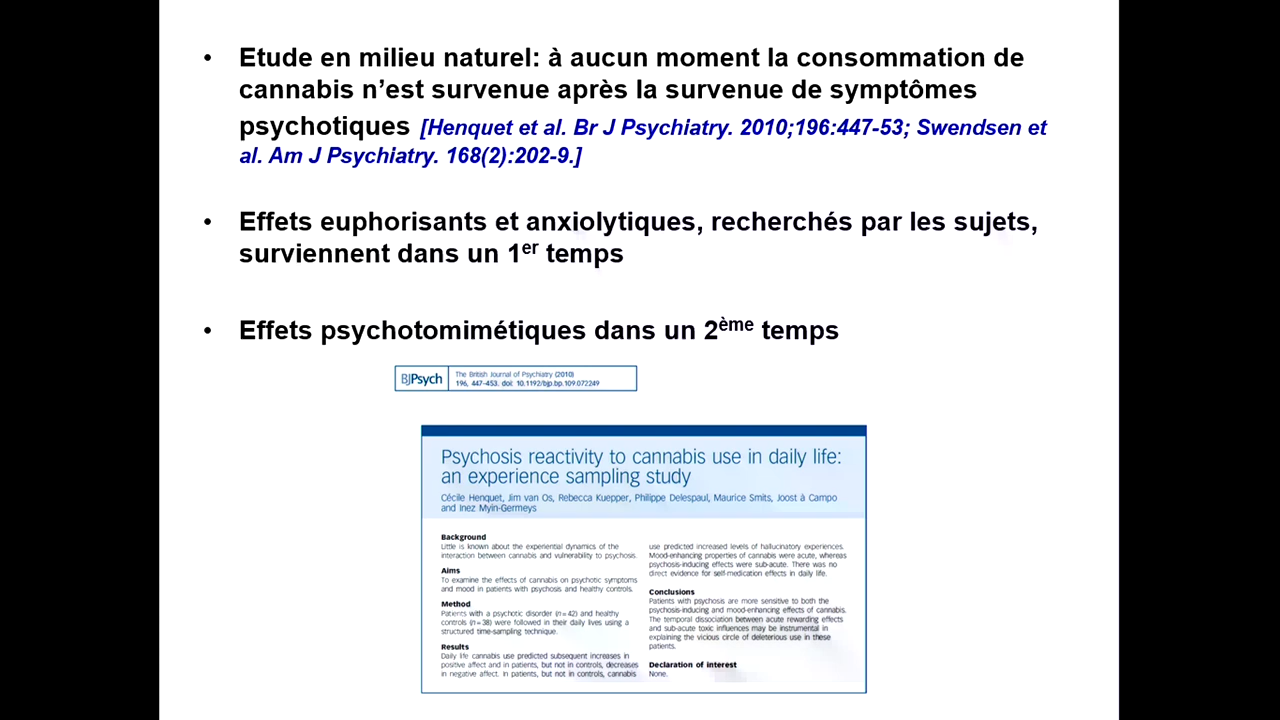 • Etude en milieu naturel: à aucun moment la consommation de
cannabis n’est survenue après la survenue de symptômes
psychotiques [Henquet et al. Br J Psychiatry. 2010;196:447-53; Swendsen et
al. Am J Psychiatry. 168(2):202-9.]
• Effets euphorisants et anxiolytiques, recherchés par les sujets,
surviennent dans un 1er temps
• Effets psychotomimétiques dans un 2ème temps
BJPsych
The British Journal of Psychiatry (2010)
196, 447-453. doi: 10.1192/bjp.bp.109.072249
Psychosis reactivity to cannabis use in daily life:
an experience sampling study
Cécile Henquet, Jim van Os, Rebecca Kuepper, Philippe Delespaul, Maurice Smits, Joost à Campo
and Inez Myin-Germeys
Background
Little is known about the experiential dynamics of the
interaction between cannabis and vulnerability to psychosis.
Aims
To examine the effects of cannabis on psychotic symptoms
and mood in patients with psychosis and healthy controls.
Method
Patients with a psychotic disorder (n=42) and healthy
controls (n=38) were followed in their daily lives using a
structured time-sampling technique.
Results
Daily life cannabis use predicted subsequent increases in
positive affect and in patients, but not in controls, decreases
in negative affect. In patients, but not in controls, cannabis
use predicted increased levels of hallucinatory experiences.
Mood-enhancing properties of cannabis were acute, whereas
psychosis-inducing effects were sub-acute. There was no
direct evidence for self-medication effects in daily life.
Conclusions
Patients with psychosis are more sensitive to both the
psychosis-inducing and mood-enhancing effects of cannabis.
The temporal dissociation between acute rewarding effects
and sub-acute toxic influences may be instrumental in
explaining the vicious circle of deleterious use in these
patients.
Declaration of interest
None.